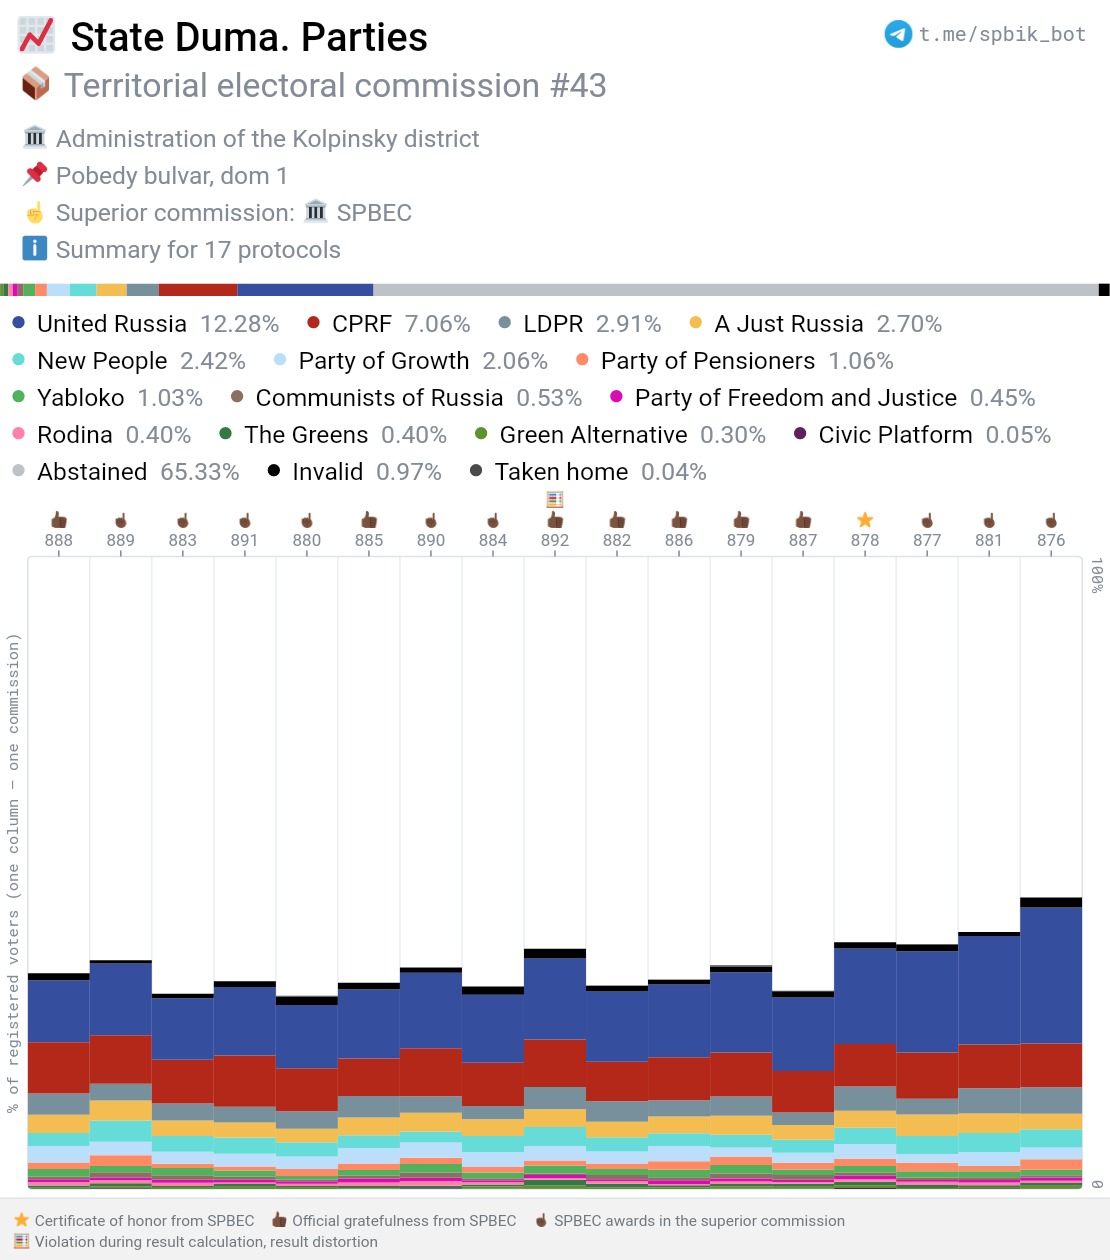 State Duma. Parties
t.me/spbik_bot
Territorial electoral commission #43
Administration of the Kolpinsky district
Pobedy bulvar, dom 1
Superior commission: SPBEC
Summary for 17 protocols
United Russia 12.28% CPRF 7.06% LDPR 2.91% A Just Russia 2.70%
New People 2.42% Party of Growth 2.06% Party of Pensioners 1.06%
Yabloko 1.03% Communists of Russia 0.53% Party of Freedom and Justice 0.45%
Rodina 0.40% The Greens 0.40% Green Alternative 0.30% Civic Platform 0.05%
Abstained 65.33% Invalid 0.97% Taken home 0.04%
888 889 883 891 880 885 890 884 892 882 886 879 887 878 877 881 876
100%
% of registered voters (one column – one commission)
0
Certificate of honor from SPBEC Official gratefulness from SPBEC SPBEC awards in the superior commission
Violation during result calculation, result distortion